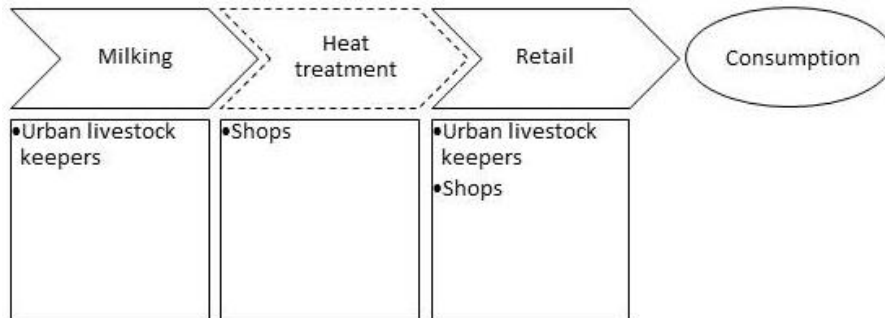 Milking
Heat
treatment
Retail
Consumption
•Urban livestock
keepers
•Shops
•Urban livestock
keepers
•Shops